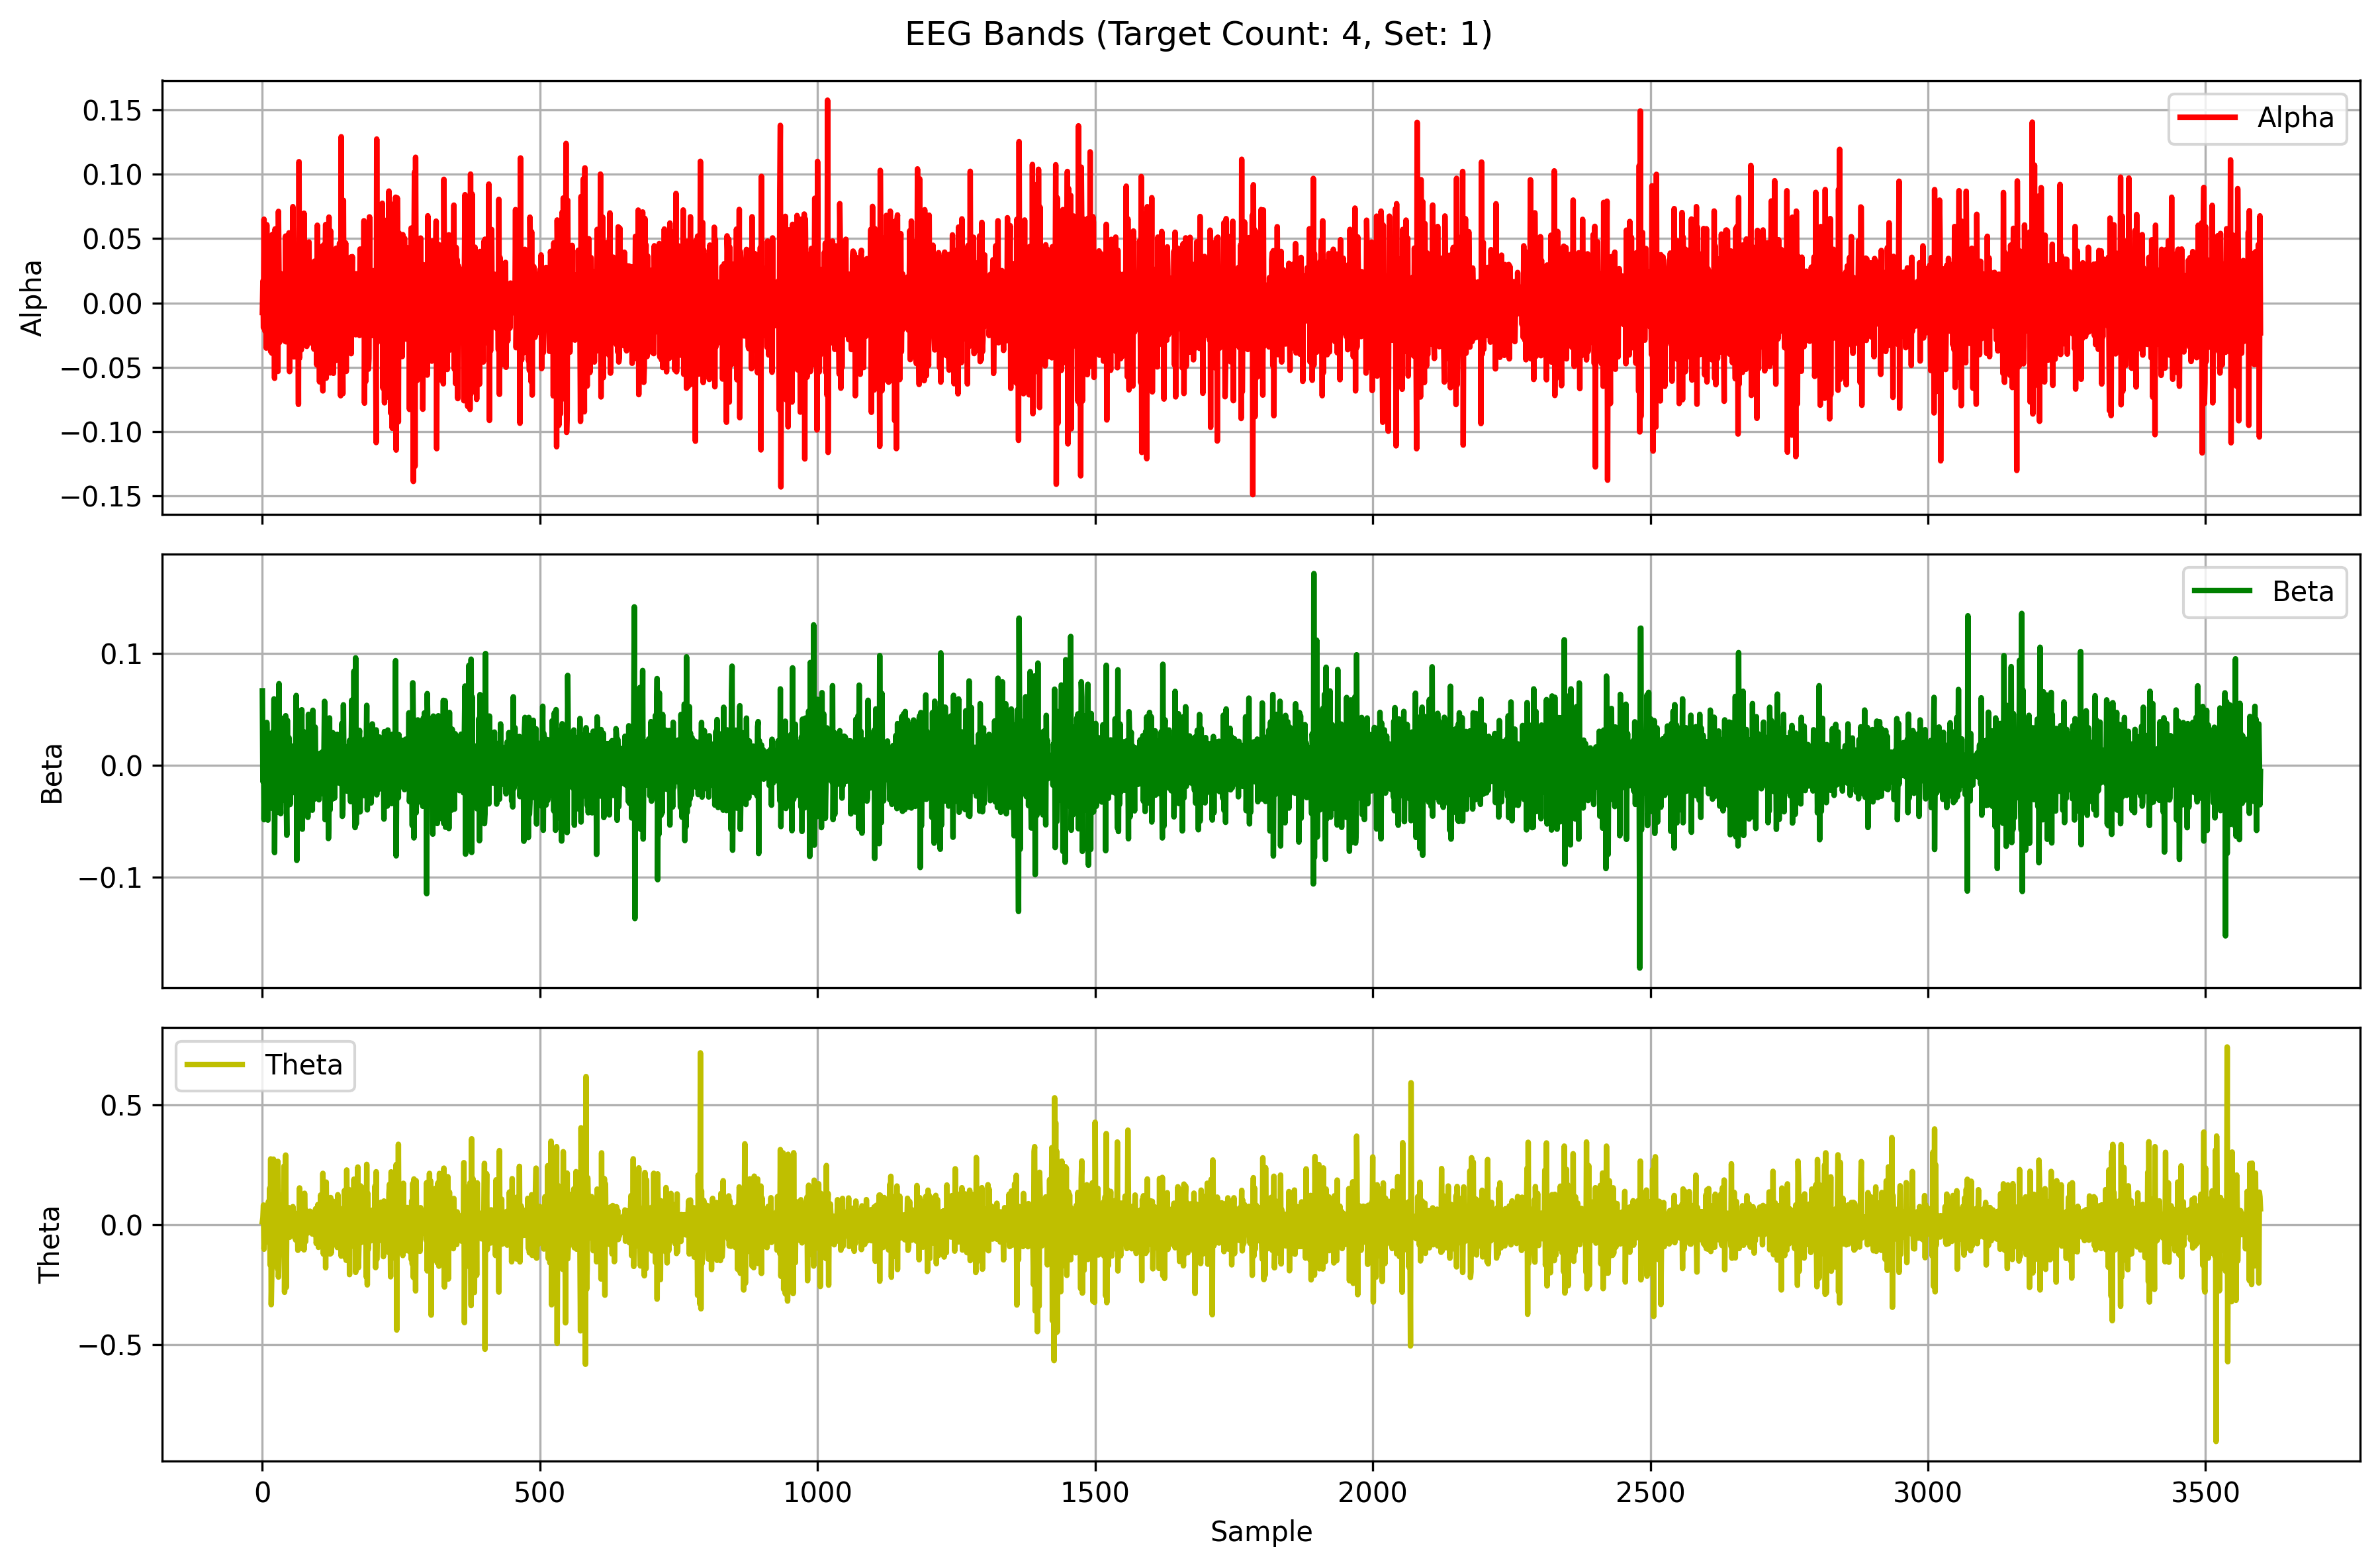 EEG Bands (Target Count: 4, Set: 1)
0.15
0.10
0.05
0.00
−0.05
−0.10
−0.15
Alpha
Alpha
0.1
0.0
−0.1
Beta
Beta
0.5
0.0
−0.5
Theta
Theta
0 500 1000 1500 2000 2500 3000 3500
Sample